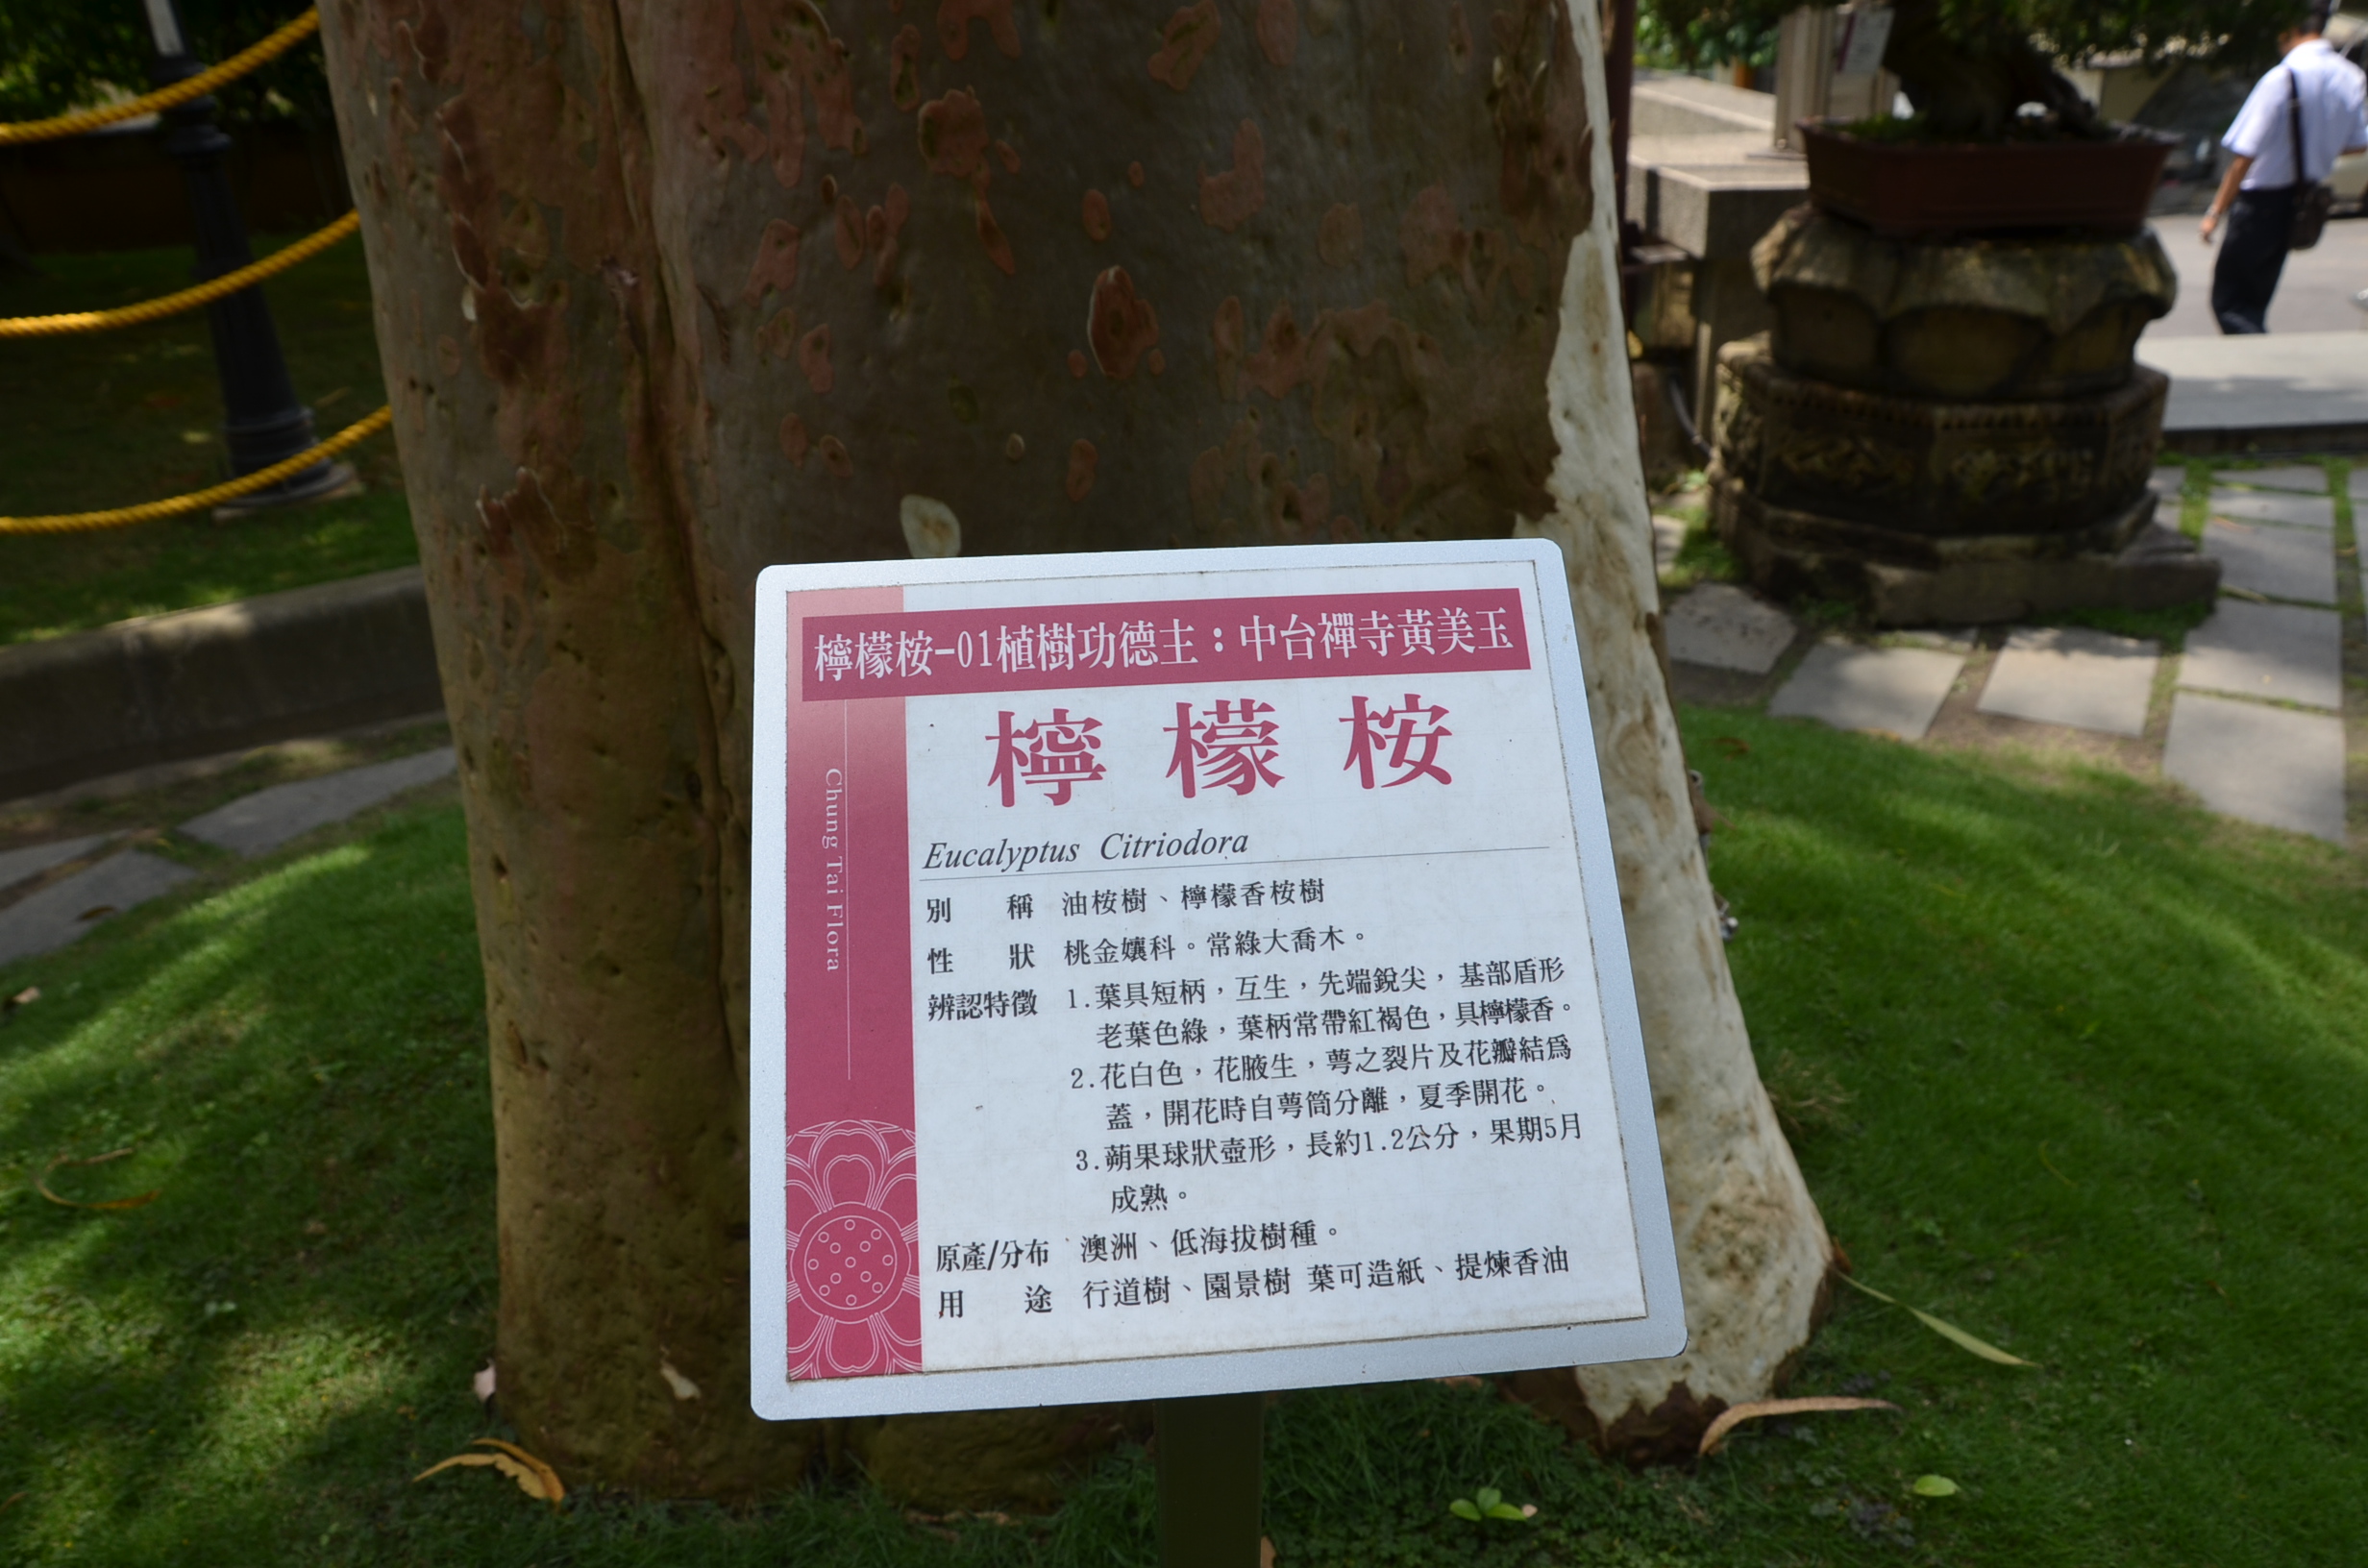 檸檬桉-01植樹功德主：中台禪寺黃美玉
檸檬桉
Chung Tai Flora
Eucalyptus Citriodora
別稱 油桉樹、檸檬香桉樹
性狀 桃金孃科。常綠大喬木。
辨認特徵 1.葉具短柄，互生，先端銳尖，基部盾形
老葉色綠，葉柄常帶紅褐色，具檸檬香。
2.花白色，花腋生，萼之裂片及花瓣結為
蓋，開花時自萼筒分離，夏季開花。
3.蒴果球狀壺形，長約1.2公分，果期5月
成熟。
原產/分布 澳洲、低海拔樹種。
用途 行道樹、園景樹 葉可造紙、提煉香油